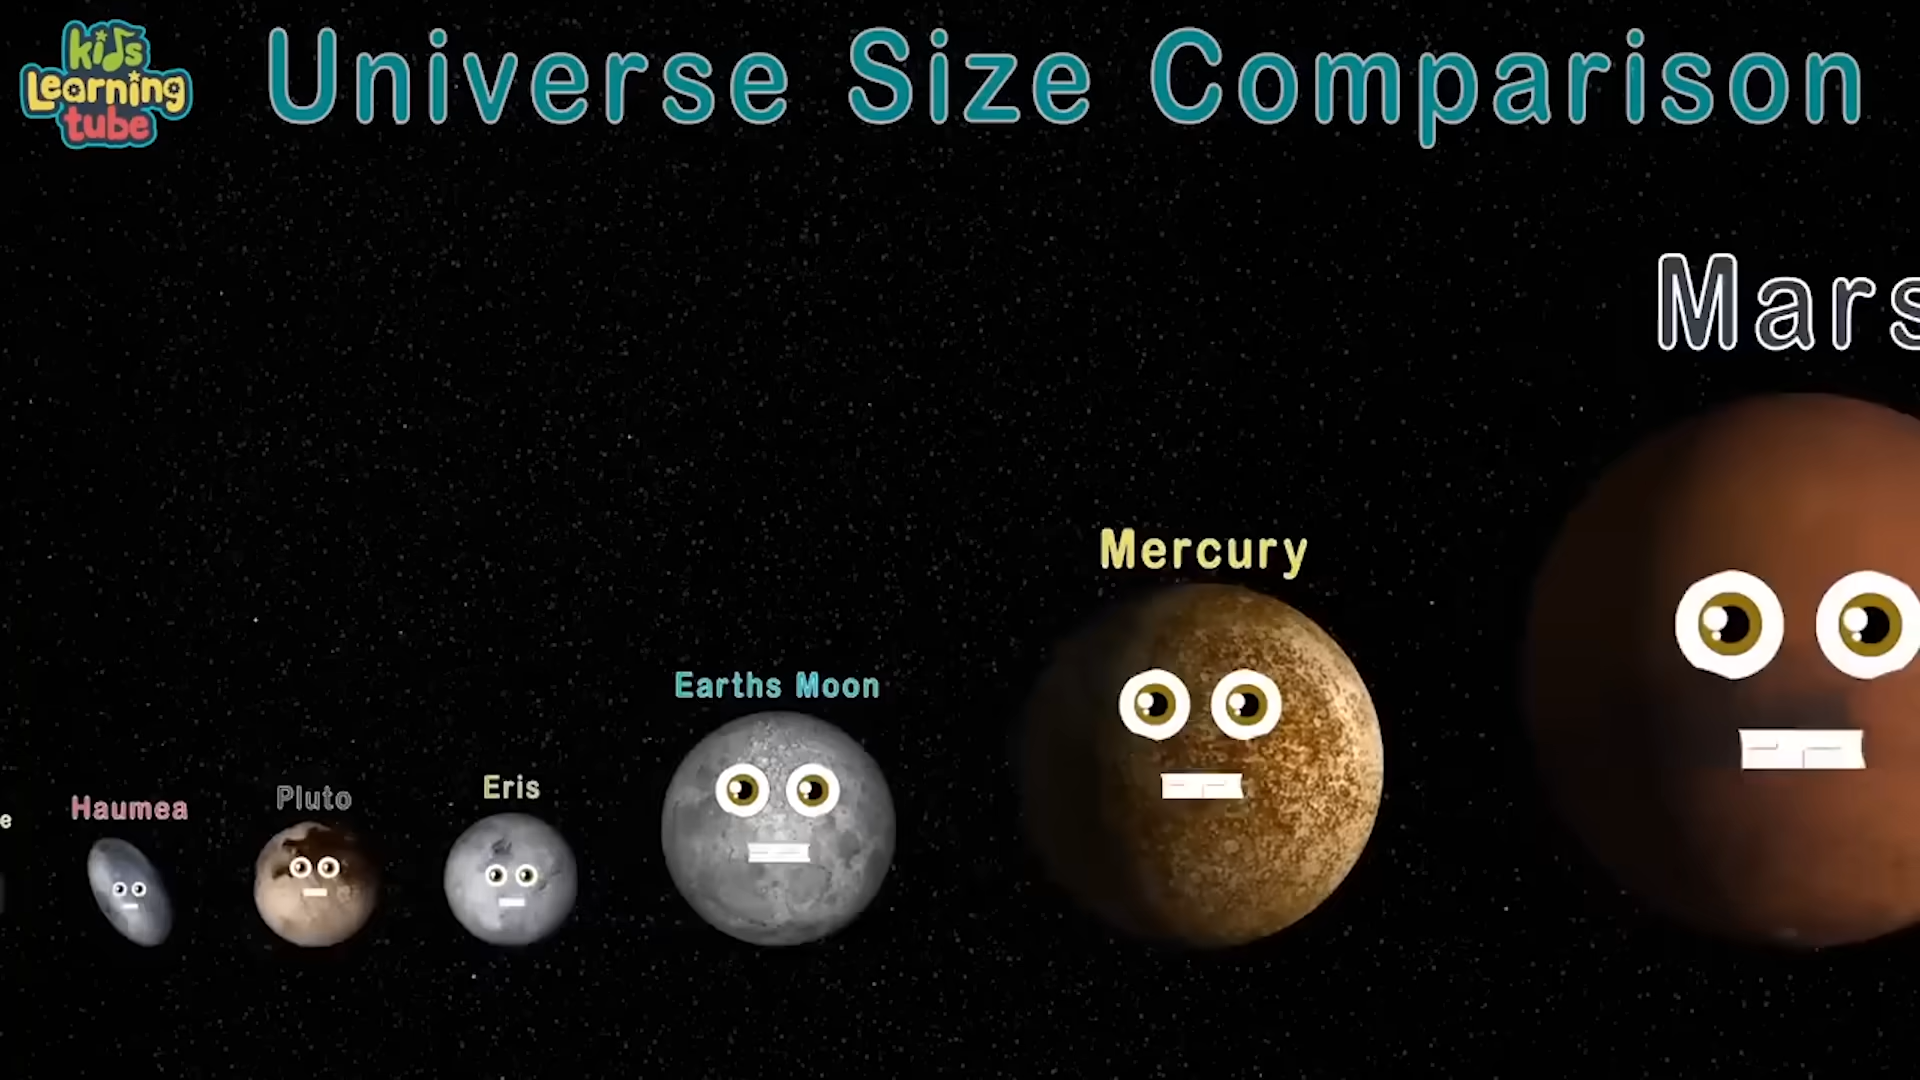 kids
Learning
tube
Universe Size Comparison
Mars
Mercury
Earths Moon
Eris
Pluto
Haumea
e